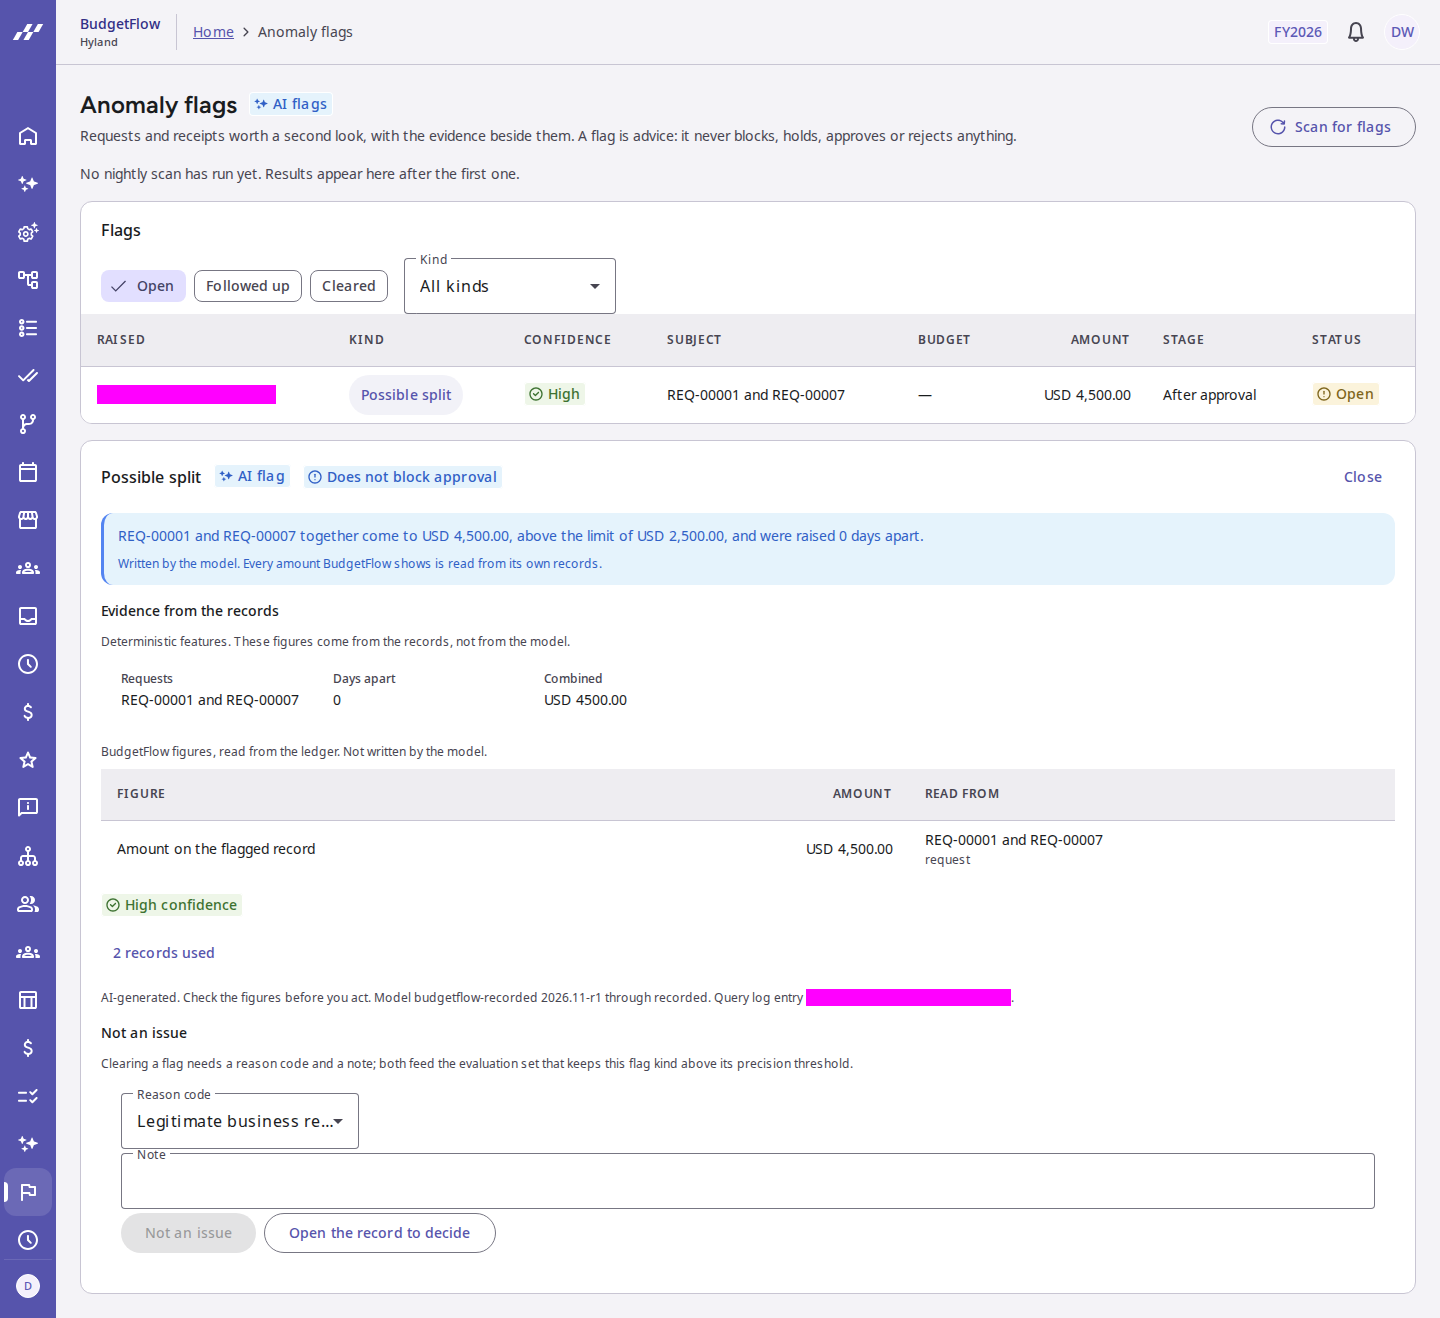 BudgetFlow
Hyland
Home > Anomaly flags
FY2026
DW
Anomaly flags
AI flags
Requests and receipts worth a second look, with the evidence beside them. A flag is advice: it never blocks, holds, approves or rejects anything.
Scan for flags
No nightly scan has run yet. Results appear here after the first one.
Flags
Open
Followed up
Cleared
Kind
All kinds
RAISED KIND CONFIDENCE SUBJECT BUDGET AMOUNT STAGE STATUS
Possible split High REQ-00001 and REQ-00007 — USD 4,500.00 After approval Open
Possible split
AI flag
Does not block approval
Close
REQ-00001 and REQ-00007 together come to USD 4,500.00, above the limit of USD 2,500.00, and were raised 0 days apart.
Written by the model. Every amount BudgetFlow shows is read from its own records.
Evidence from the records
Deterministic features. These figures come from the records, not from the model.
Requests Days apart Combined
REQ-00001 and REQ-00007 0 USD 4500.00
BudgetFlow figures, read from the ledger. Not written by the model.
FIGURE AMOUNT READ FROM
Amount on the flagged record USD 4,500.00 REQ-00001 and REQ-00007
request
High confidence
2 records used
AI-generated. Check the figures before you act. Model budgetflow-recorded 2026.11-r1 through recorded. Query log entry .
Not an issue
Clearing a flag needs a reason code and a note; both feed the evaluation set that keeps this flag kind above its precision threshold.
Reason code
Legitimate business re...
Note
Not an issue
Open the record to decide
D